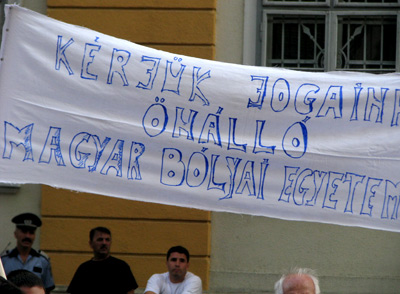 KÉRJÜK JOGAINK
ÖNÁLLÓ
MAGYAR BÓLYAI EGYETEM